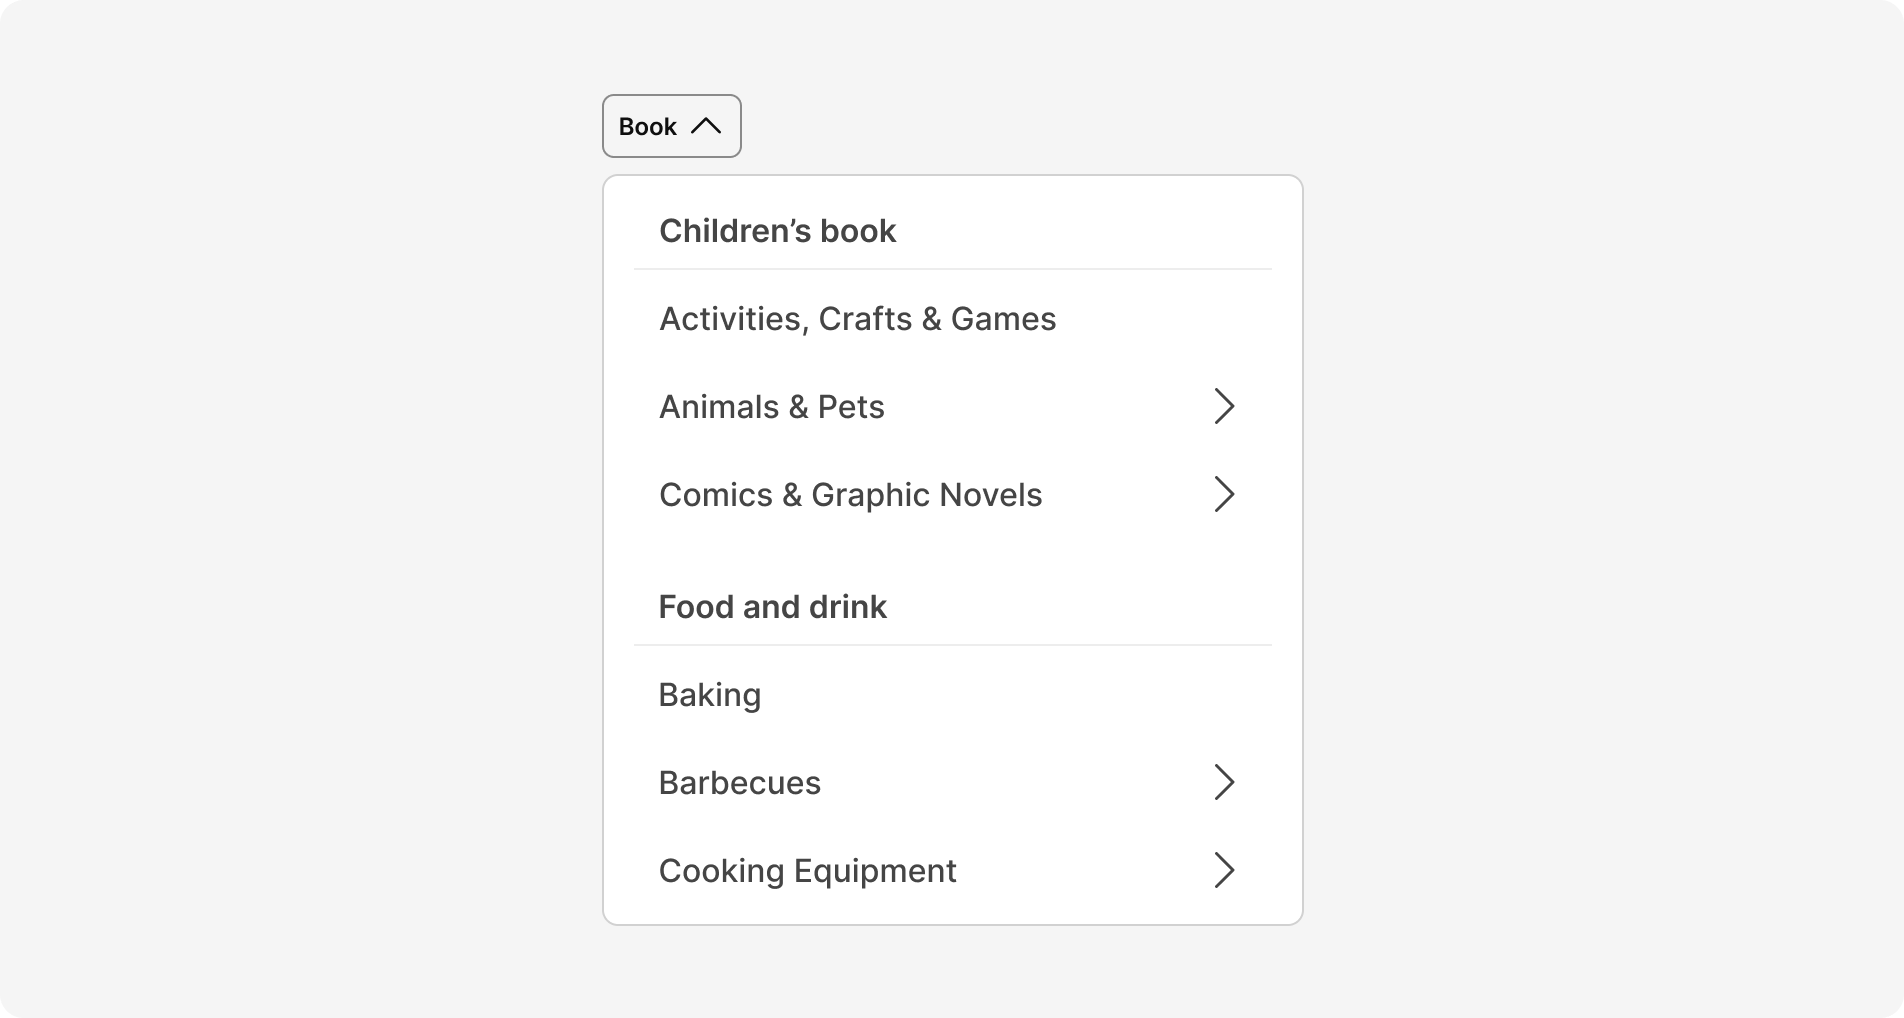 Book
Children’s book
Activities, Crafts & Games
Animals & Pets
Comics & Graphic Novels
Food and drink
Baking
Barbecues
Cooking Equipment